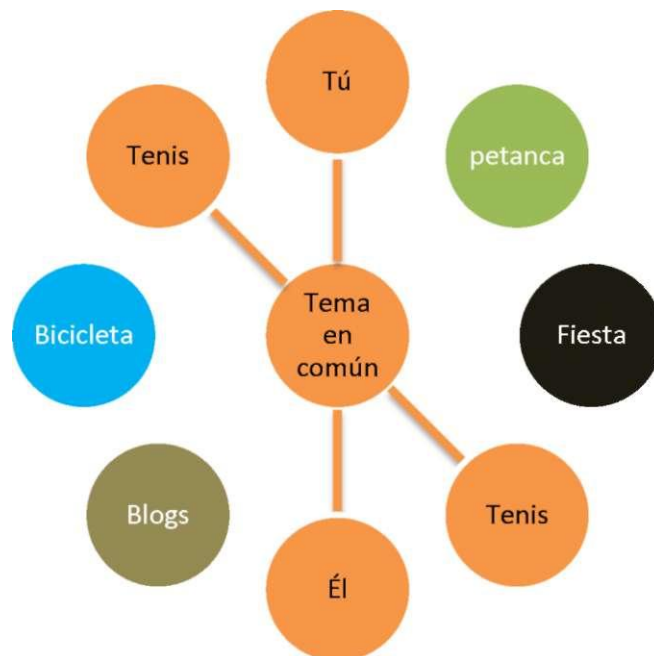 Tú
Tenis
petanca
Bicicleta
Tema
en
común
Fiesta
Blogs
Tenis
Él